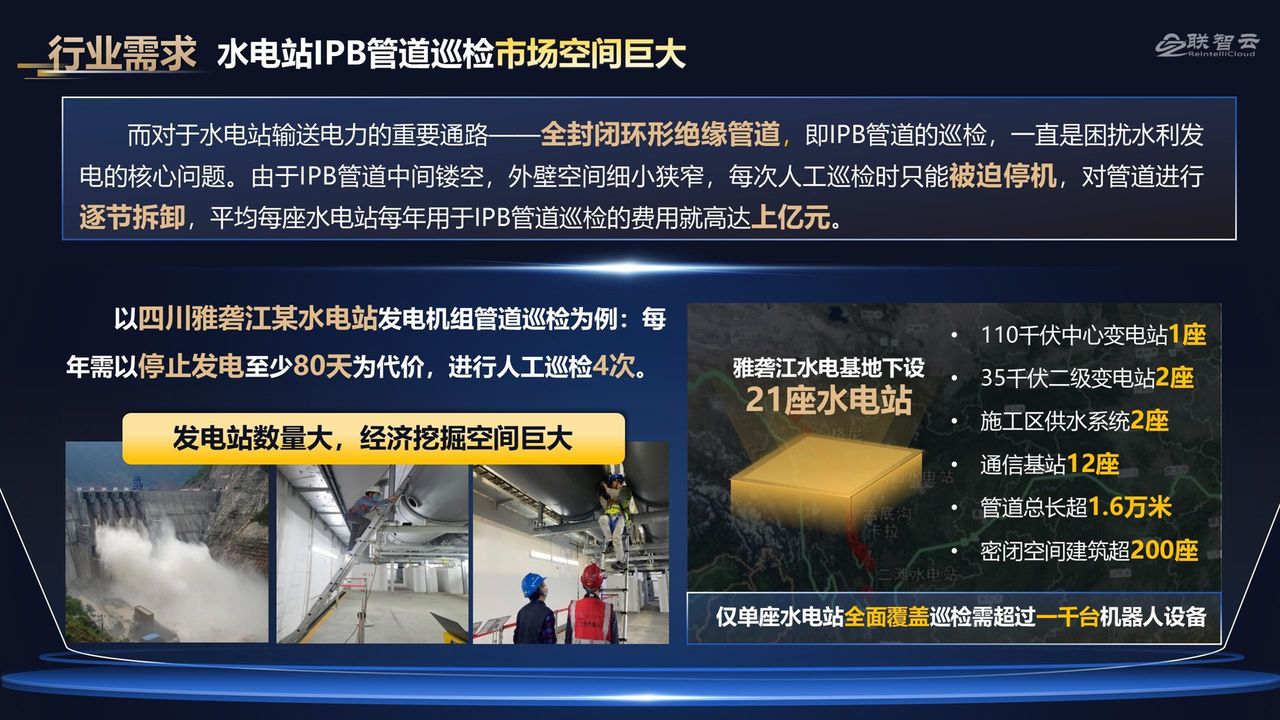 行业需求 水电站IPB管道巡检市场空间巨大
联智云
ReIntelliCloud
而对于水电站输送电力的重要通路——全封闭环形绝缘管道，即IPB管道的巡检，一直是困扰水利发
电的核心问题。由于IPB管道中间镂空，外壁空间细小狭窄，每次人工巡检时只能被迫停机，对管道进行
逐节拆卸，平均每座水电站每年用于IPB管道巡检的费用就高达上亿元。
以四川雅砻江某水电站发电机组管道巡检为例：每
年需以停止发电至少80天为代价，进行人工巡检4次。
发电站数量大，经济挖掘空间巨大
雅砻江水电基地下设
21座水电站
• 110千伏中心变电站1座
• 35千伏二级变电站2座
• 施工区供水系统2座
• 通信基站12座
• 管道总长超1.6万米
• 密闭空间建筑超200座
孟底沟
卡拉
二滩水电站
仅单座水电站全面覆盖巡检需超过一千台机器人设备